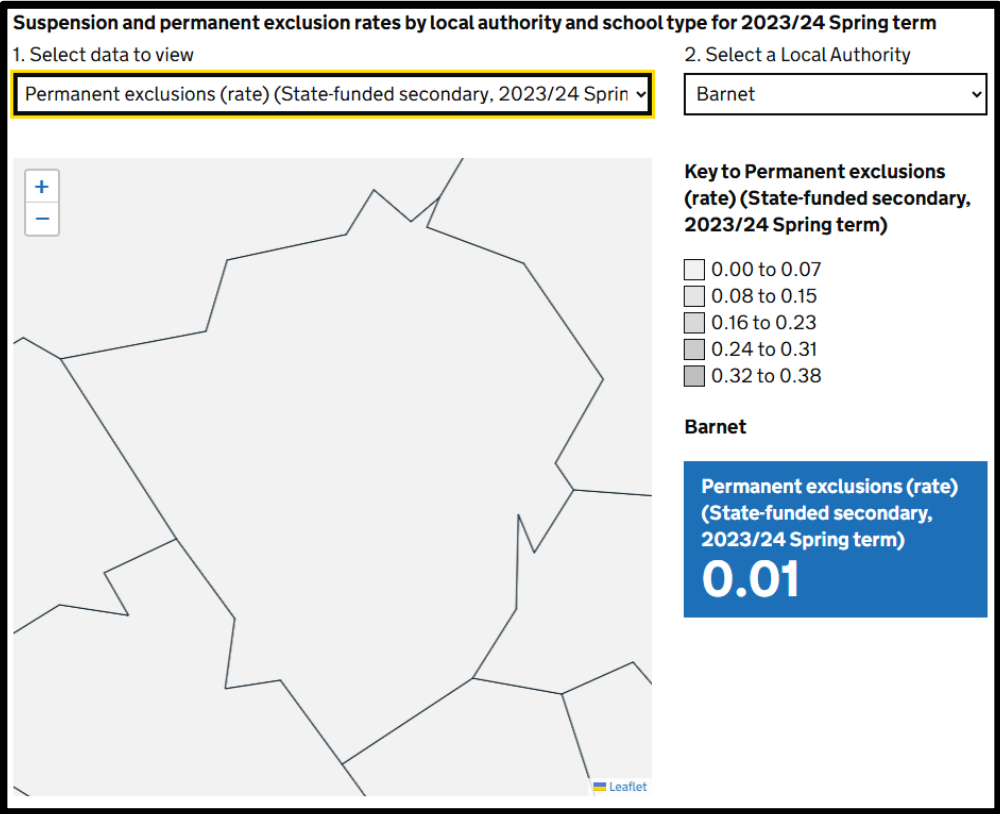 Suspension and permanent exclusion rates by local authority and school type for 2023/24 Spring term
1. Select data to view
Permanent exclusions (rate) (State-funded secondary, 2023/24 Sprin
2. Select a Local Authority
Barnet
+
−
Leaflet
Key to Permanent exclusions
(rate) (State-funded secondary,
2023/24 Spring term)
0.00 to 0.07
0.08 to 0.15
0.16 to 0.23
0.24 to 0.31
0.32 to 0.38
Barnet
Permanent exclusions (rate)
(State-funded secondary,
2023/24 Spring term)
0.01